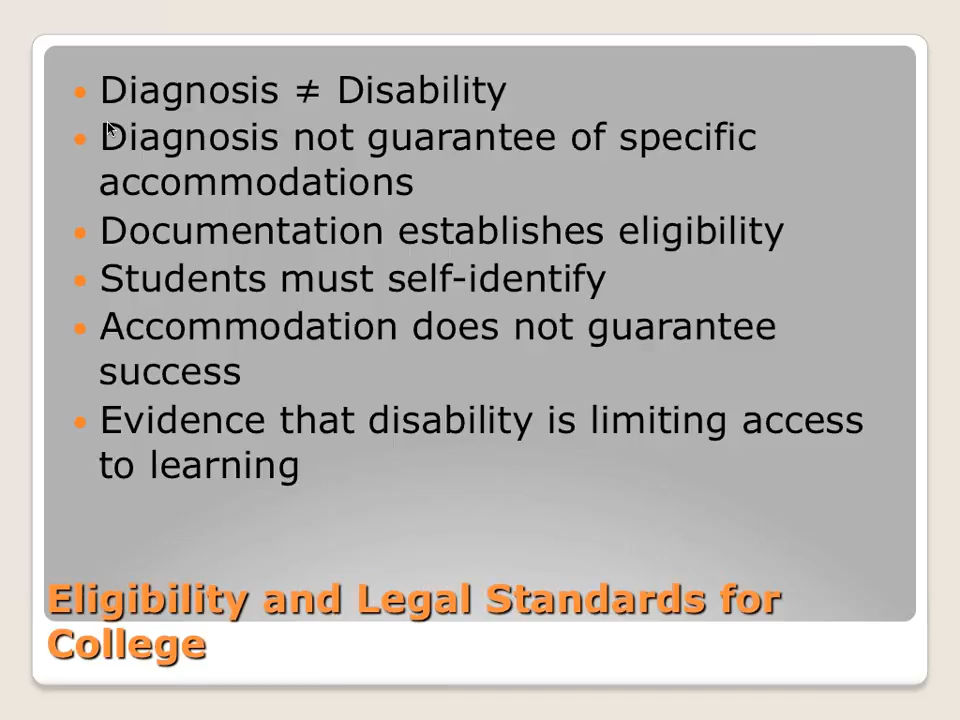 Diagnosis ≠ Disability
Diagnosis not guarantee of specific
accommodations
Documentation establishes eligibility
Students must self-identify
Accommodation does not guarantee
success
Evidence that disability is limiting access
to learning
Eligibility and Legal Standards for
College